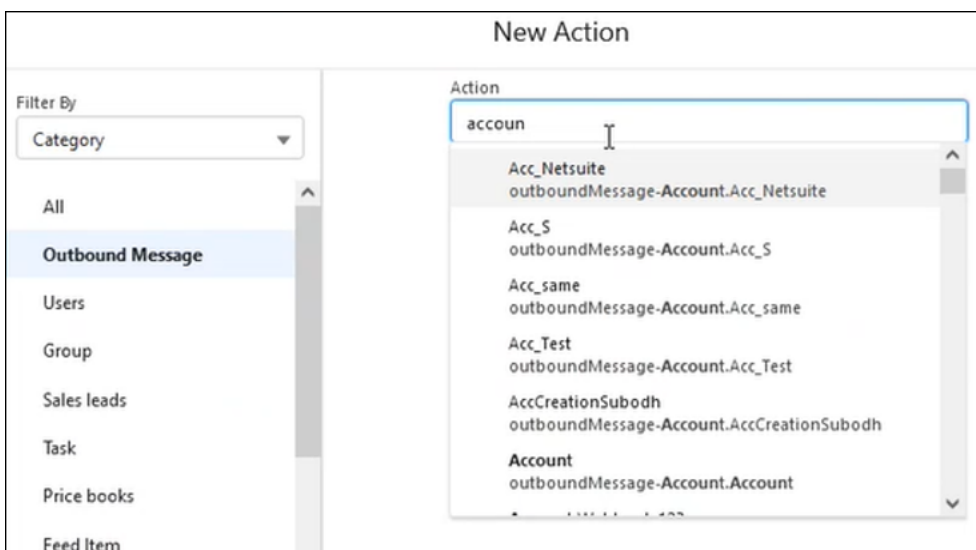 New Action
Filter By
Category
All
Outbound Message
Users
Group
Sales leads
Task
Price books
Feed Item
Action
accoun
Acc_Netsuite
outboundMessage-Account.Acc_Netsuite
Acc_S
outboundMessage-Account.Acc_S
Acc_same
outboundMessage-Account.Acc_same
Acc_Test
outboundMessage-Account.Acc_Test
AccCreationSubodh
outboundMessage-Account.AccCreationSubodh
Account
outboundMessage-Account.Account